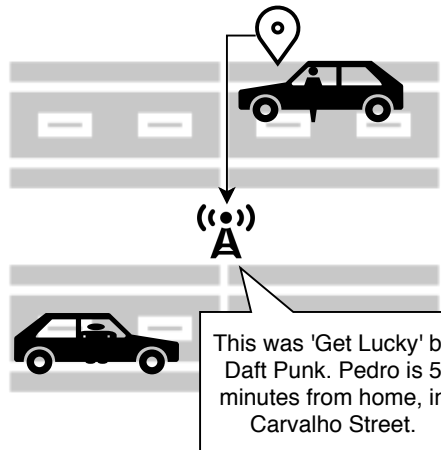 This was 'Get Lucky' b
Daft Punk. Pedro is 5
minutes from home, in
Carvalho Street.